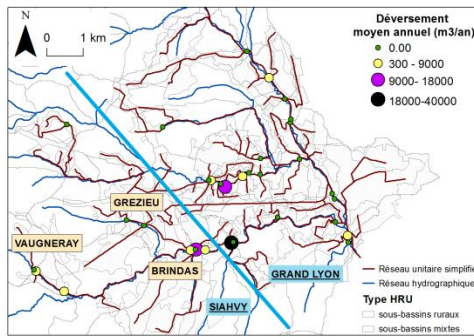 N
0 1 km
Déversement
moyen annuel (m3/an)
0.00
300 - 9000
9000- 18000
18000-40000
GREZIEU
VAUGNERAY
BRINDAS
GRAND LYON
SIAHVY
Réseau unitaire simplifie
Réseau hydrographique
Type HRU
sous-bassins ruraux
sous-bassins mixtes